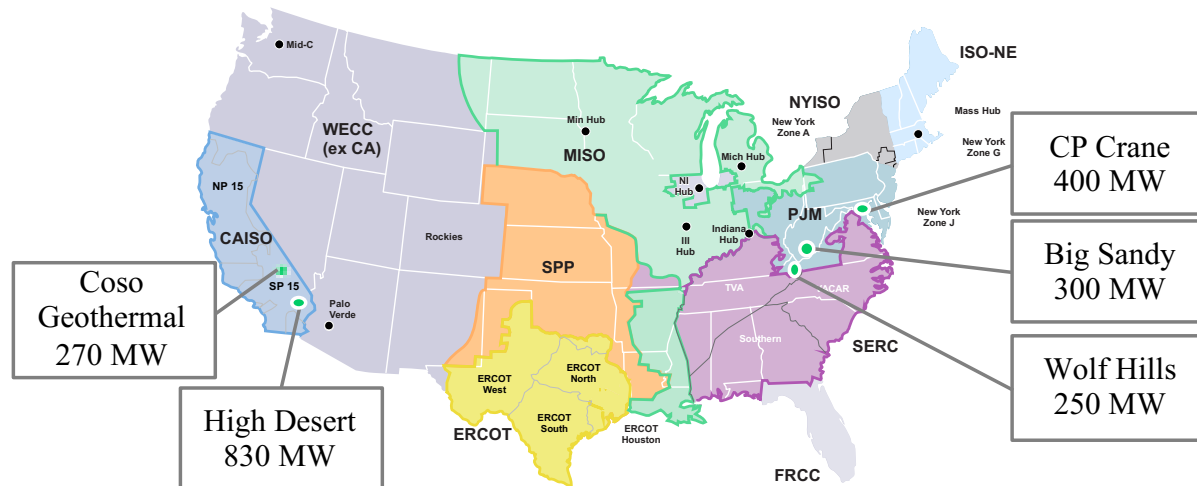 Mid-C
ISO-NE
NYISO
New York
Zone A
Mass Hub
Min Hub
WECC
(ex CA)
MISO
Mich Hub
New York
Zone G
CP Crane
400 MW
NP 15
NI
Hub
PJM
New York
Zone J
CAISO
Rockies
Ill
Hub
Indiana
Hub
Big Sandy
300 MW
SPP
Coso
Geothermal
270 MW
SP 15
TVA
VACAR
Palo
Verde
Southern
SERC
Wolf Hills
250 MW
ERCOT
West
ERCOT
North
High Desert
830 MW
ERCOT
South
ERCOT
ERCOT
Houston
FRCC